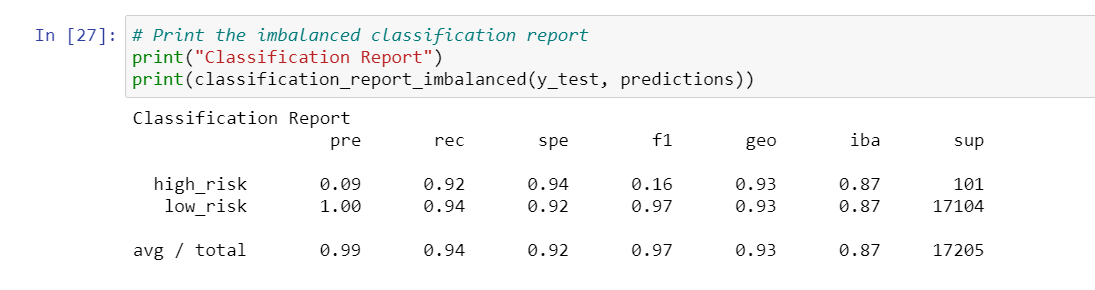 In [27]: # Print the imbalanced classification report
print("Classification Report")
print(classification_report_imbalanced(y_test, predictions))
Classification Report
pre rec spe f1 geo iba sup
high_risk 0.09 0.92 0.94 0.16 0.93 0.87 101
low_risk 1.00 0.94 0.92 0.97 0.93 0.87 17104
avg / total 0.99 0.94 0.92 0.97 0.93 0.87 17205